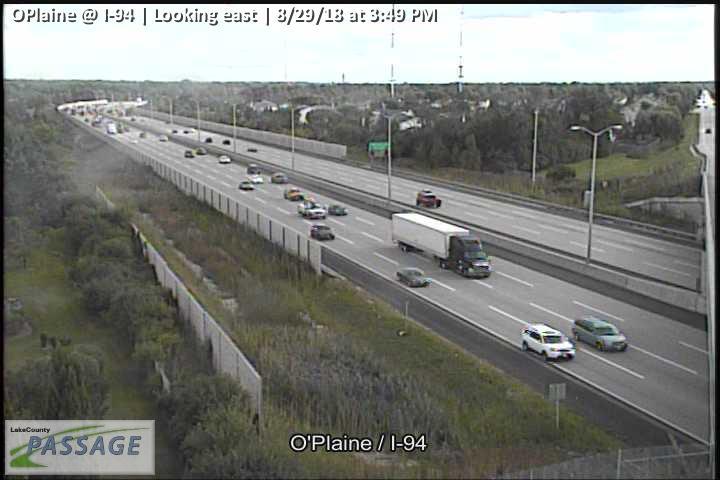 OPlaine @ I-94 | Looking east | 8/29/18 at 3:49 PM
O'Plaine / I-94
LakeCounty
PASSAGE